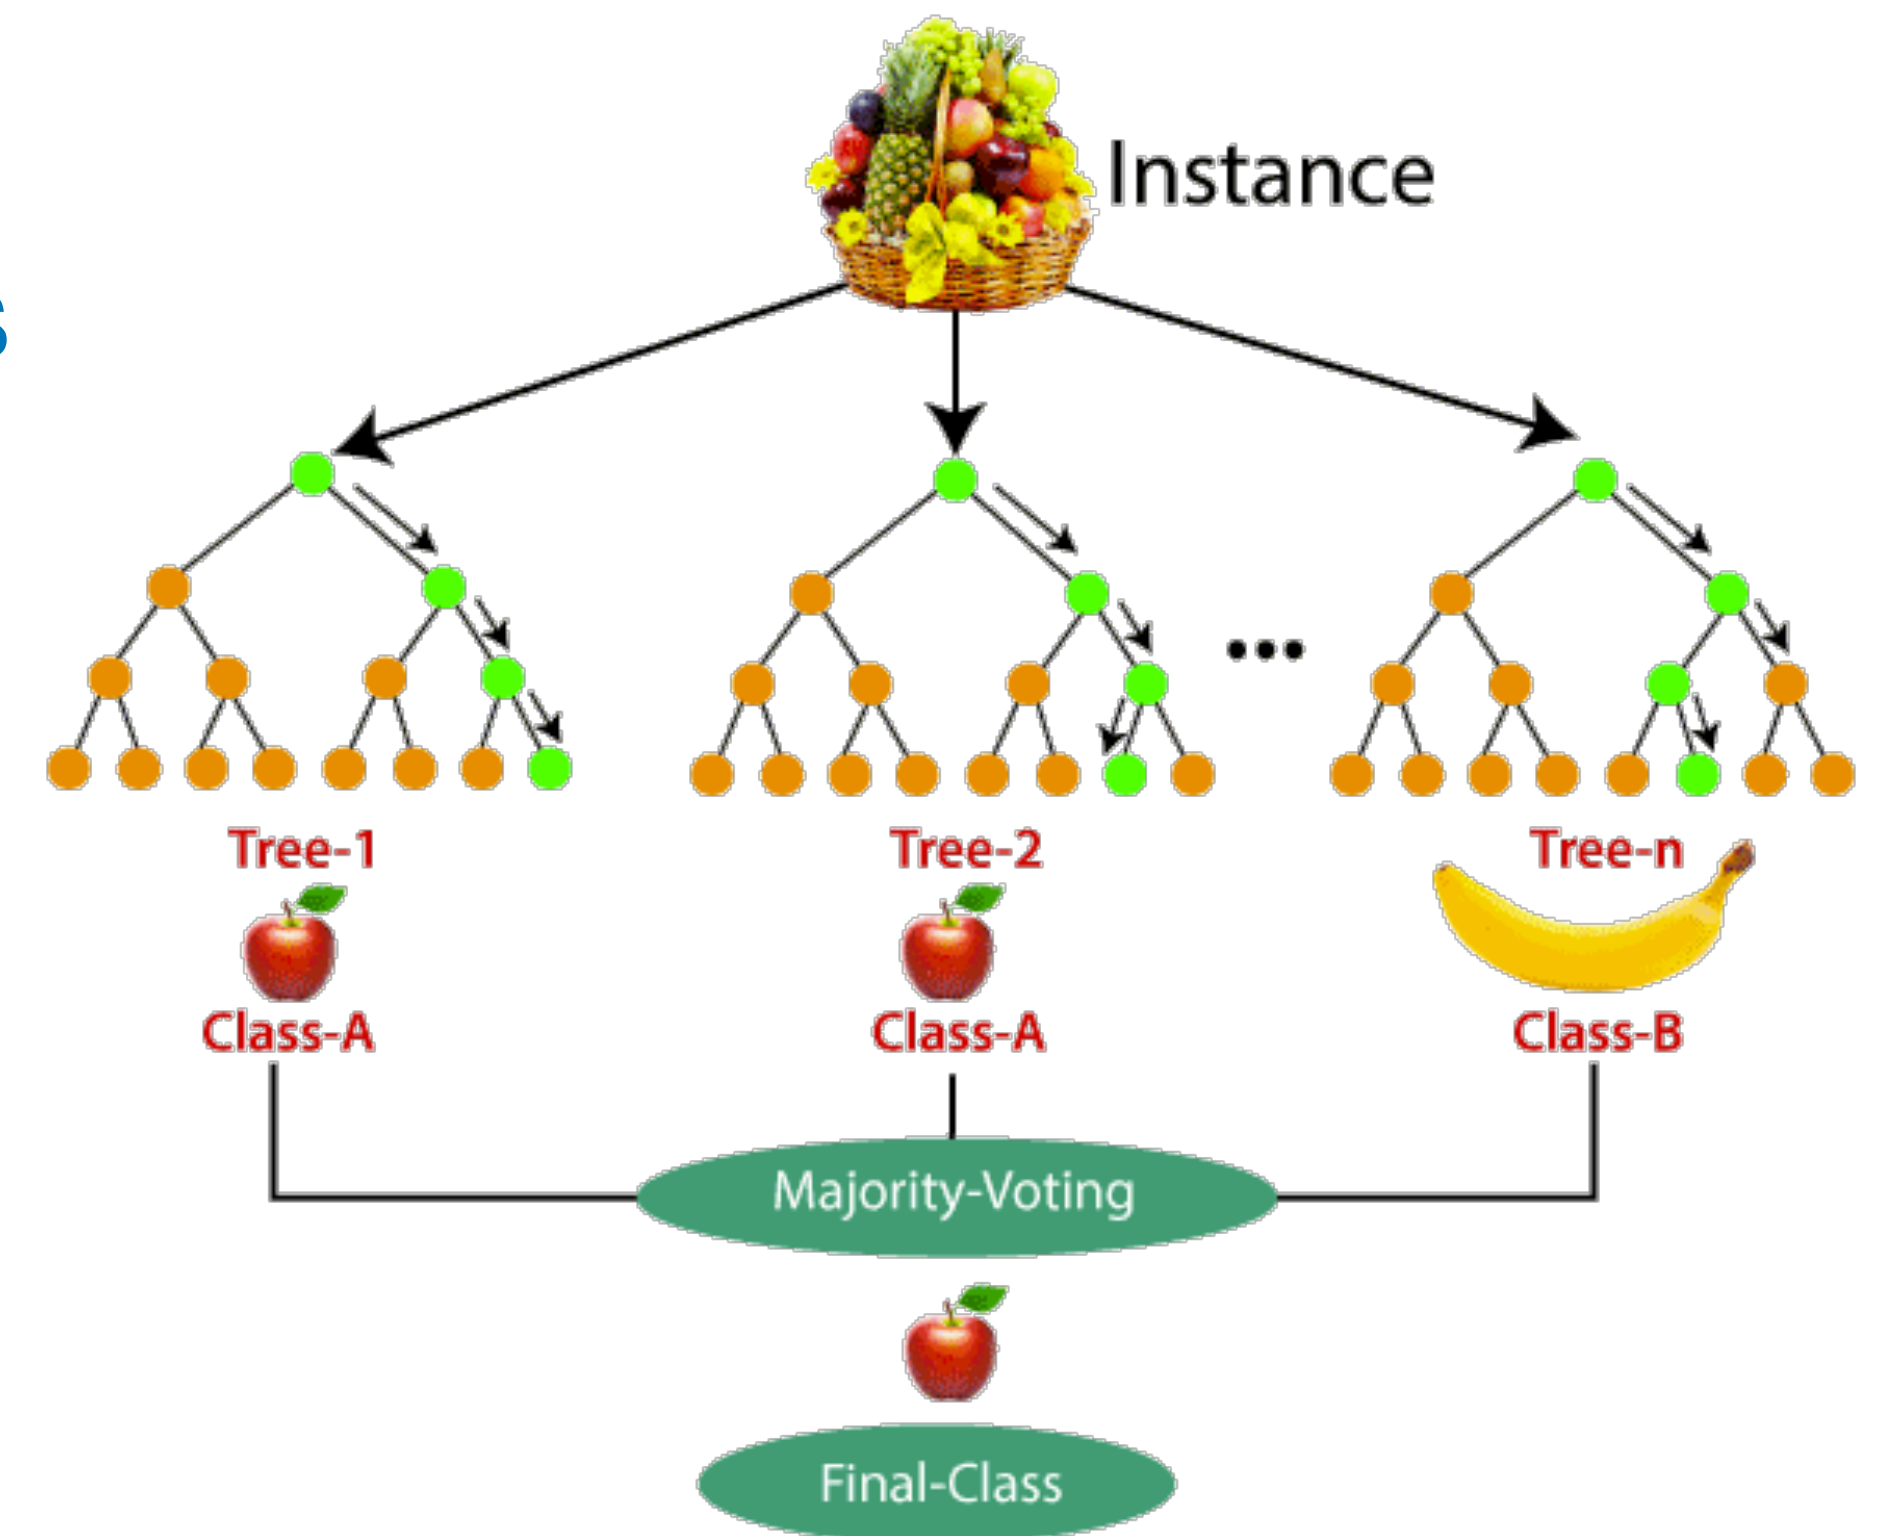 Instance
s
...
Tree-1
Tree-2
Tree-n
Class-A
Class-A
Class-B
Majority-Voting
Final-Class